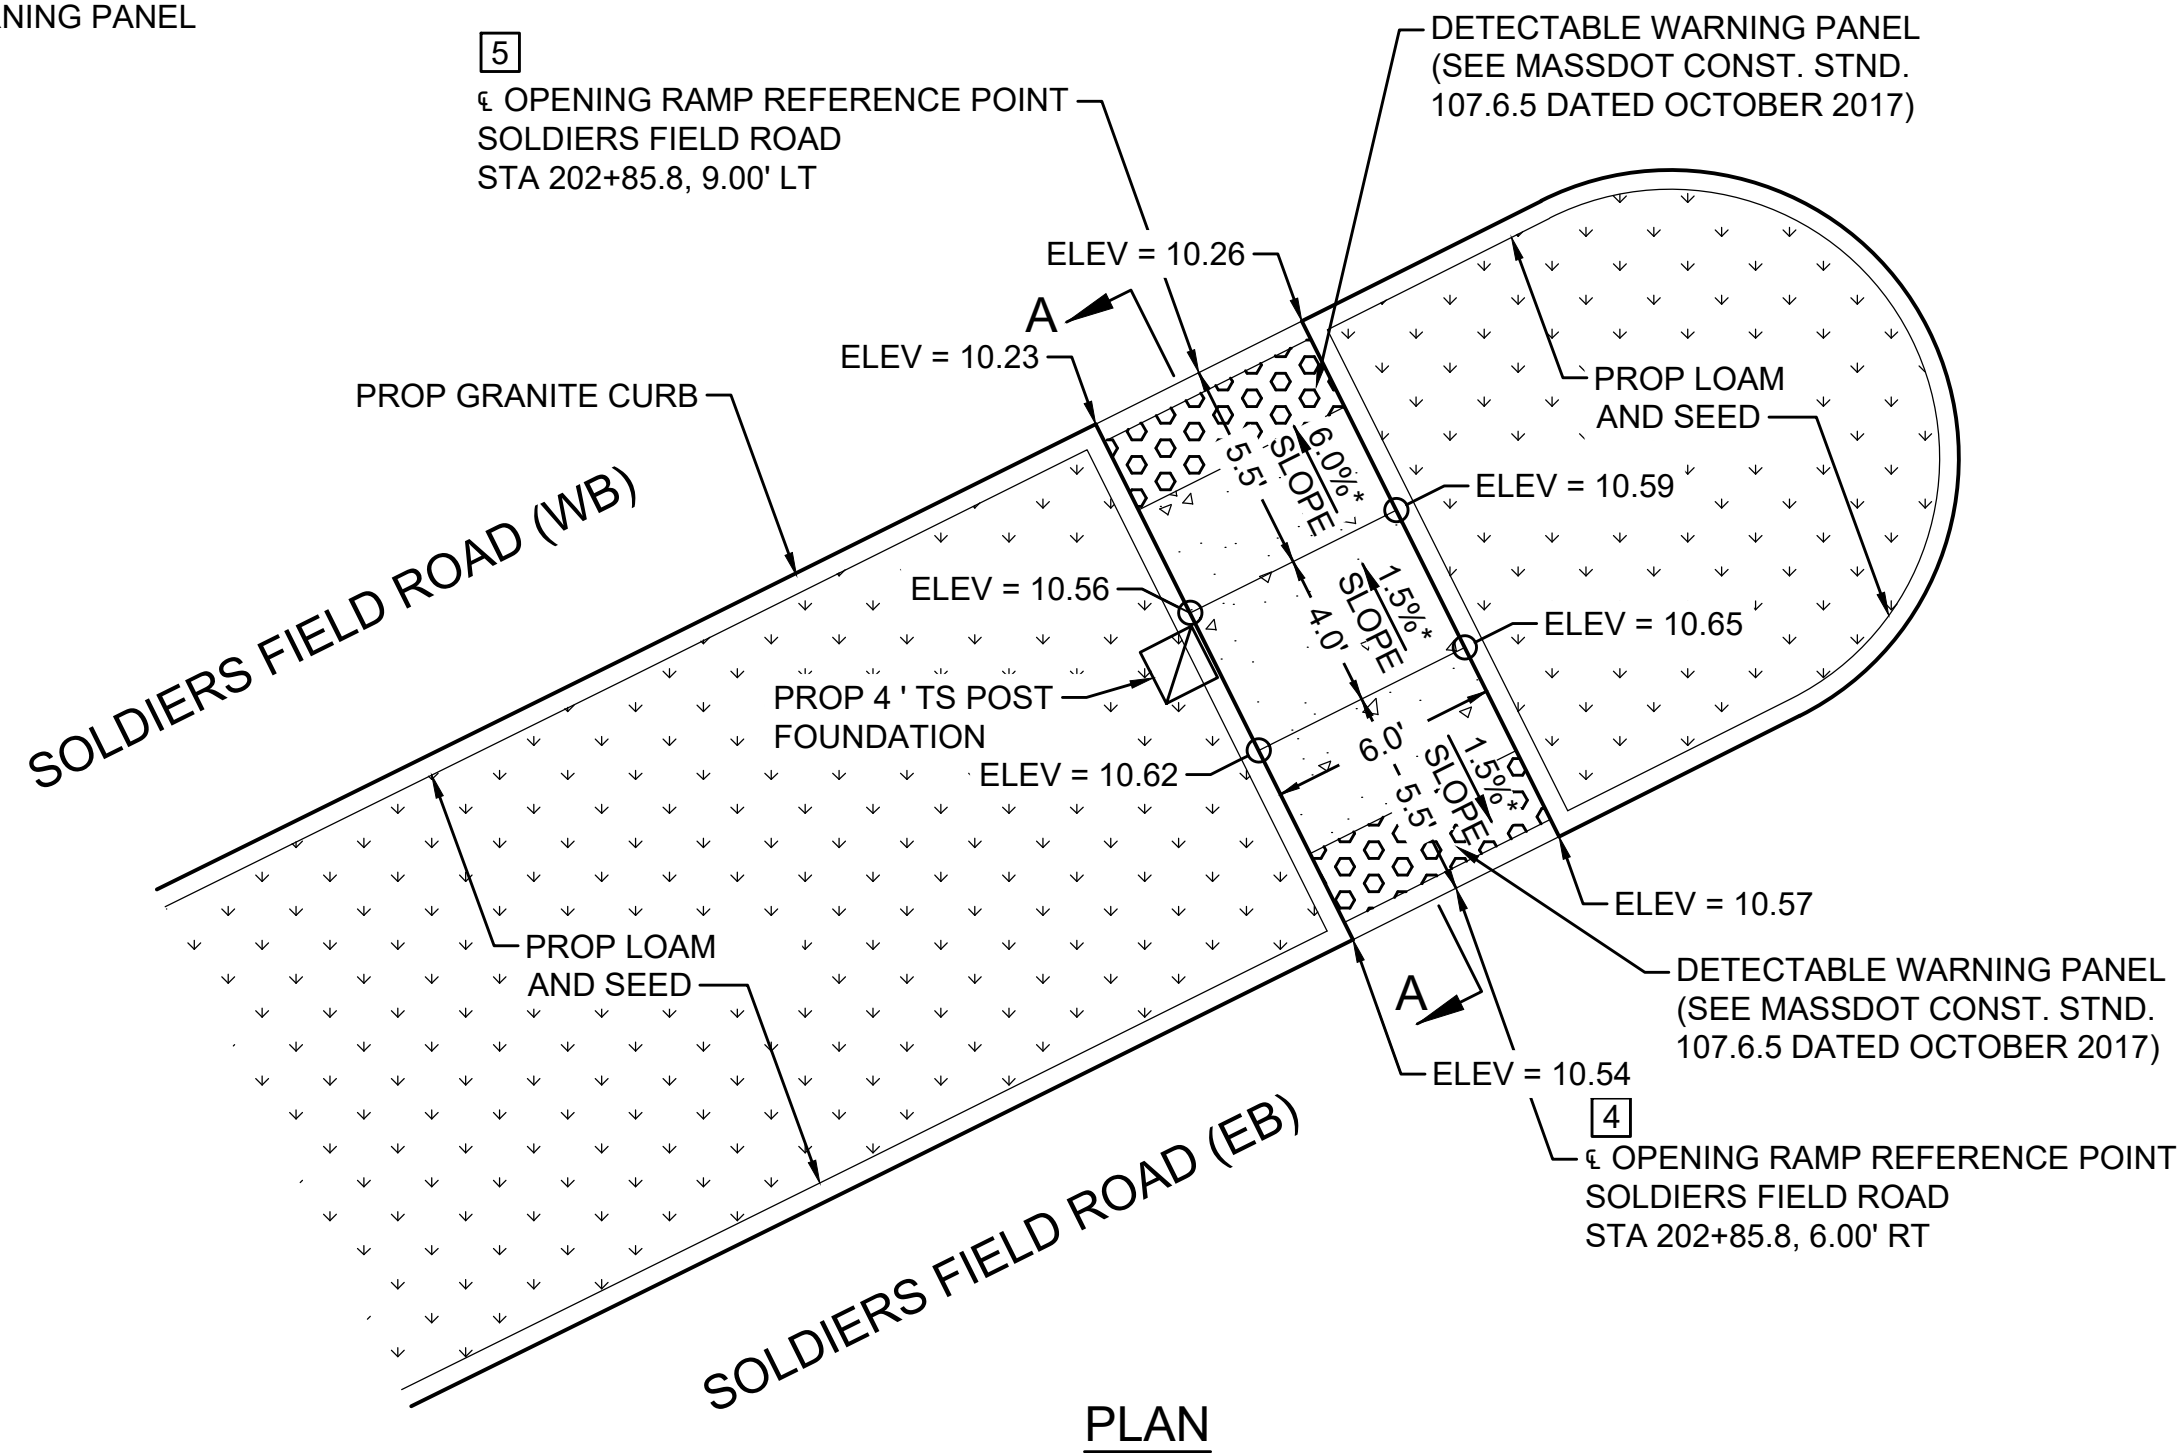 NING PANEL
5
℄ OPENING RAMP REFERENCE POINT
SOLDIERS FIELD ROAD
STA 202+85.8, 9.00' LT
DETECTABLE WARNING PANEL
(SEE MASSDOT CONST. STND.
107.6.5 DATED OCTOBER 2017)
ELEV = 10.26
A
ELEV = 10.23
PROP GRANITE CURB
PROP LOAM
AND SEED
SOLDIERS FIELD ROAD (WB)
5.5'
6.0%*
SLOPE
ELEV = 10.59
ELEV = 10.56
4.0'
1.5%*
SLOPE
ELEV = 10.65
PROP 4 ' TS POST
FOUNDATION
ELEV = 10.62
6.0'
5.5'
1.5%*
SLOPE
ELEV = 10.57
PROP LOAM
AND SEED
A
DETECTABLE WARNING PANEL
(SEE MASSDOT CONST. STND.
107.6.5 DATED OCTOBER 2017)
ELEV = 10.54
4
℄ OPENING RAMP REFERENCE POINT
SOLDIERS FIELD ROAD
STA 202+85.8, 6.00' RT
SOLDIERS FIELD ROAD (EB)
PLAN